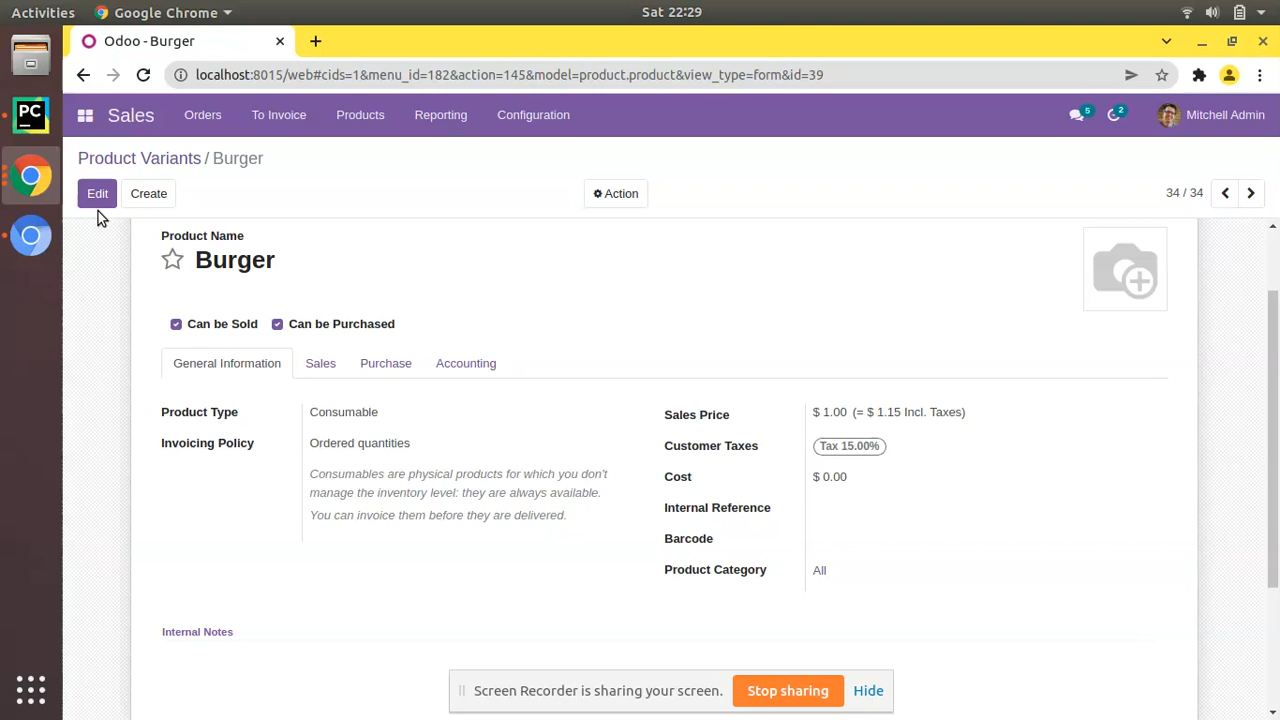 Activities Google Chrome Sat 22:29
Odoo - Burger
localhost:8015/web#cids=1&menu_id=182&action=145&model=product.product&view_type=form&id=39
PC
Sales Orders To Invoice Products Reporting Configuration 5 2 Mitchell Admin
Product Variants / Burger
Edit Create Action 34 / 34
Product Name
Burger
Can be Sold Can be Purchased
General Information Sales Purchase Accounting
Product Type Consumable
Invoicing Policy Ordered quantities
Consumables are physical products for which you don't
manage the inventory level: they are always available.
You can invoice them before they are delivered.
Sales Price $ 1.00 (= $ 1.15 Incl. Taxes)
Customer Taxes Tax 15.00%
Cost $ 0.00
Internal Reference
Barcode
Product Category All
Internal Notes
Screen Recorder is sharing your screen. Stop sharing Hide